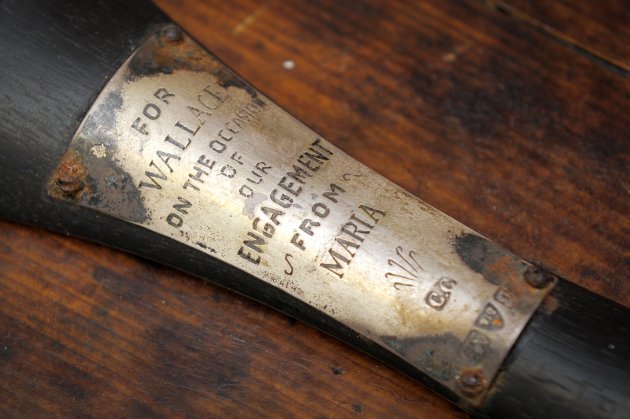 FOR
WALLACE
ON THE OCCASION
OF
OUR
ENGAGEMENT
FROM
MARIA